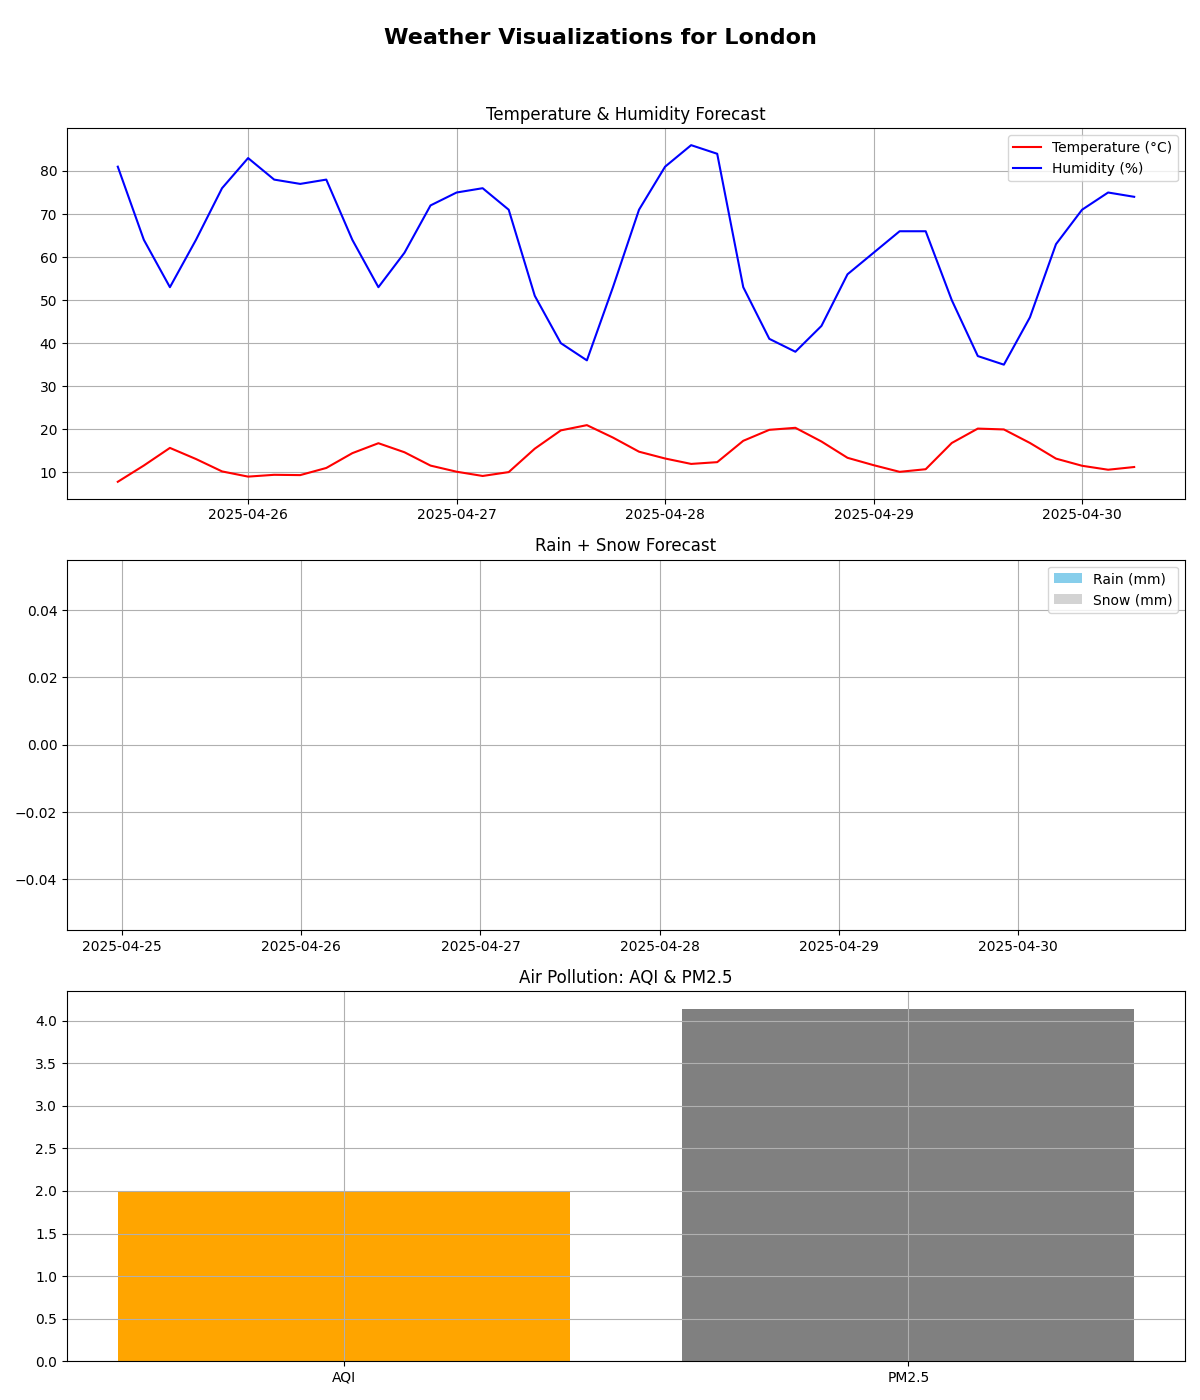 Weather Visualizations for London
Temperature & Humidity Forecast
Temperature (°C)
Humidity (%)
80
70
60
50
40
30
20
10
2025-04-26 2025-04-27 2025-04-28 2025-04-29 2025-04-30
Rain + Snow Forecast
Rain (mm)
Snow (mm)
0.04
0.02
0.00
−0.02
−0.04
2025-04-25 2025-04-26 2025-04-27 2025-04-28 2025-04-29 2025-04-30
Air Pollution: AQI & PM2.5
4.0
3.5
3.0
2.5
2.0
1.5
1.0
0.5
0.0
AQI PM2.5